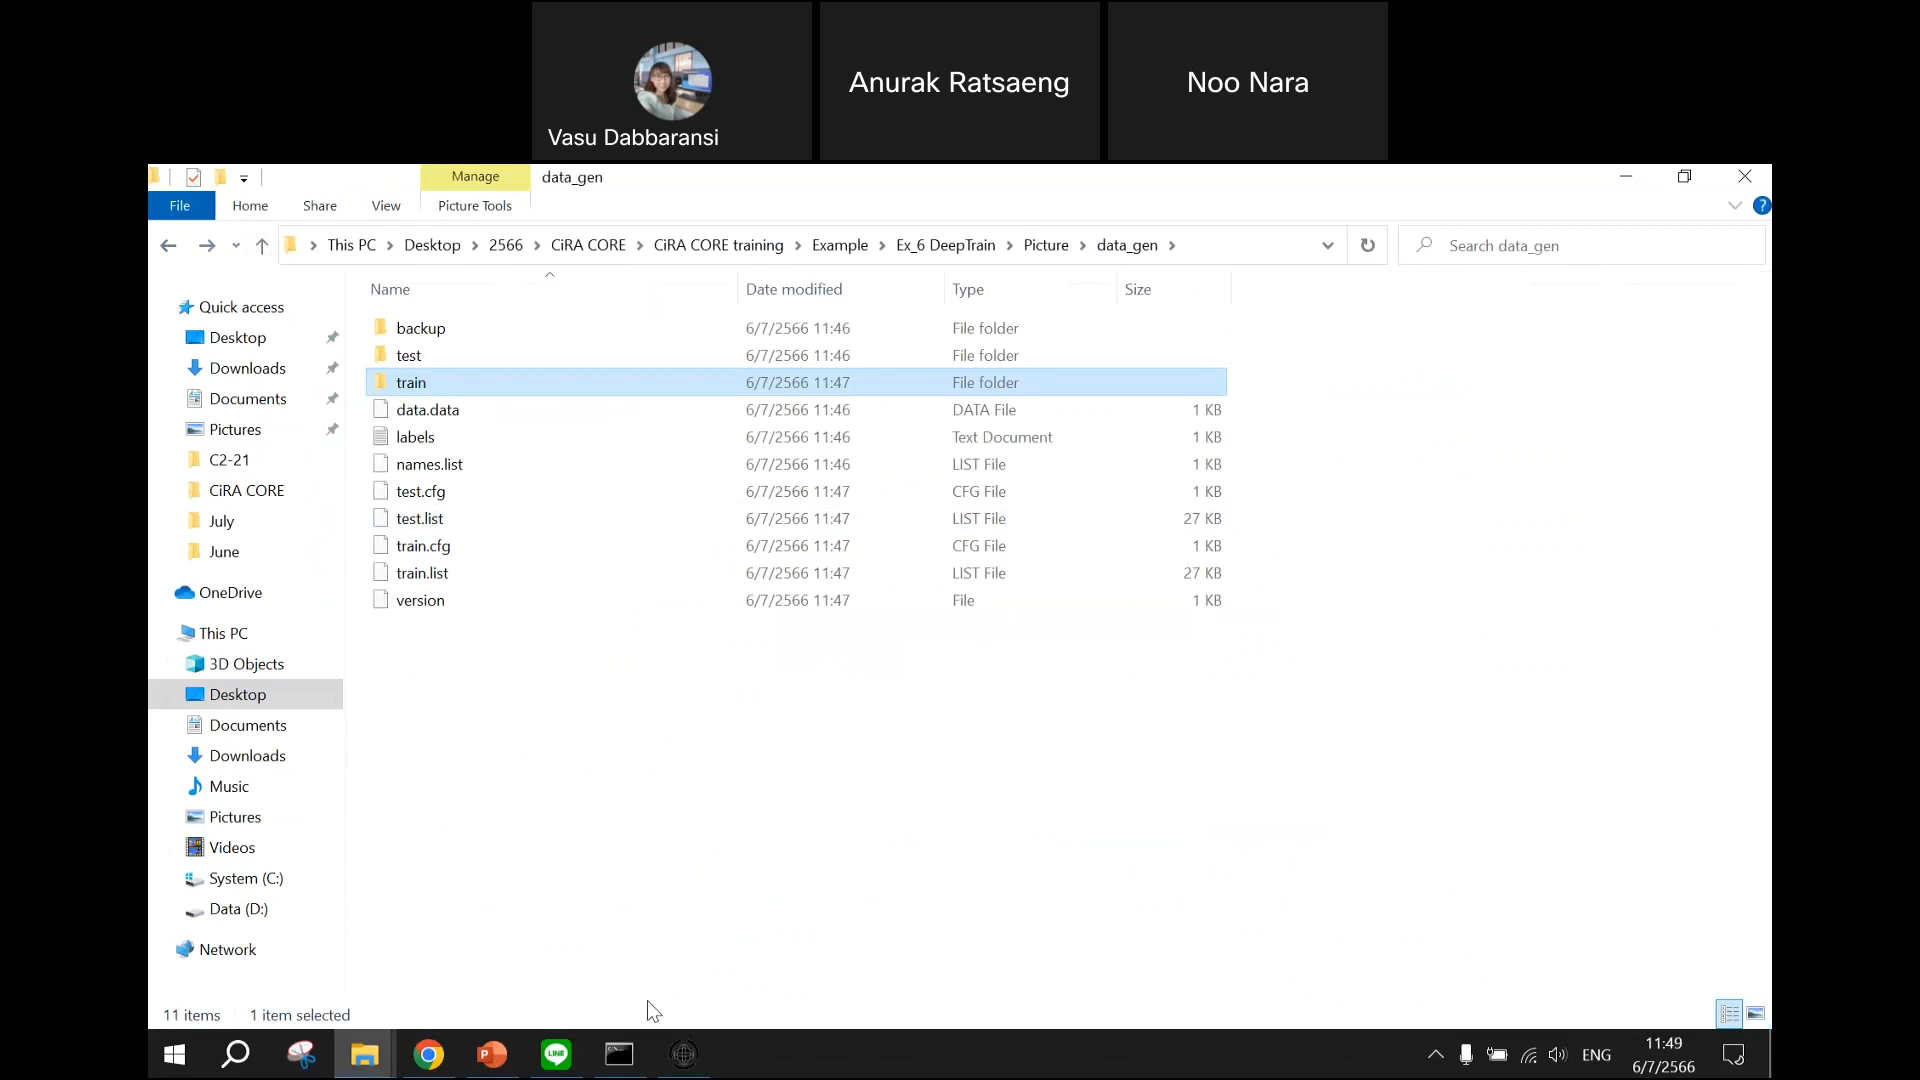 Vasu Dabbaransi
Anurak Ratsaeng
Noo Nara
Manage data_gen
File Home Share View Picture Tools
This PC Desktop 2566 CiRA CORE CiRA CORE training Example Ex_6 DeepTrain Picture data_gen Search data_gen
Name Date modified Type Size
Quick access
Desktop
Downloads
Documents
Pictures
C2-21
CiRA CORE
July
June
OneDrive
This PC
3D Objects
Desktop
Documents
Downloads
Music
Pictures
Videos
System (C:)
Data (D:)
Network
backup 6/7/2566 11:46 File folder
test 6/7/2566 11:46 File folder
train 6/7/2566 11:47 File folder
data.data 6/7/2566 11:46 DATA File 1 KB
labels 6/7/2566 11:46 Text Document 1 KB
names.list 6/7/2566 11:46 LIST File 1 KB
test.cfg 6/7/2566 11:47 CFG File 1 KB
test.list 6/7/2566 11:47 LIST File 27 KB
train.cfg 6/7/2566 11:47 CFG File 1 KB
train.list 6/7/2566 11:47 LIST File 27 KB
version 6/7/2566 11:47 File 1 KB
11 items 1 item selected
LINE
ENG
11:49
6/7/2566